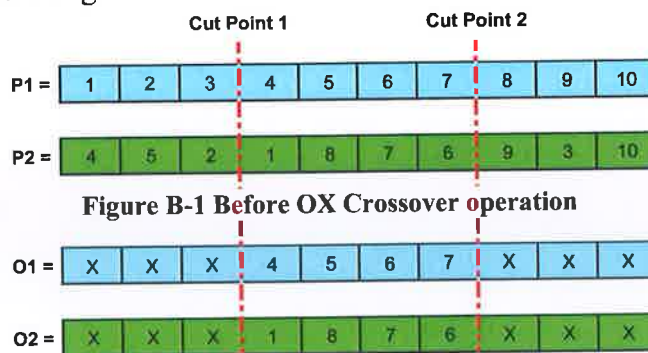 Cut Point 1 Cut Point 2
P1 = 1 2 3 4 5 6 7 8 9 10
P2 = 4 5 2 1 8 7 6 9 3 10
Figure B-1 Before OX Crossover operation
O1 = X X X 4 5 6 7 X X X
O2 = X X X 1 8 7 6 X X X